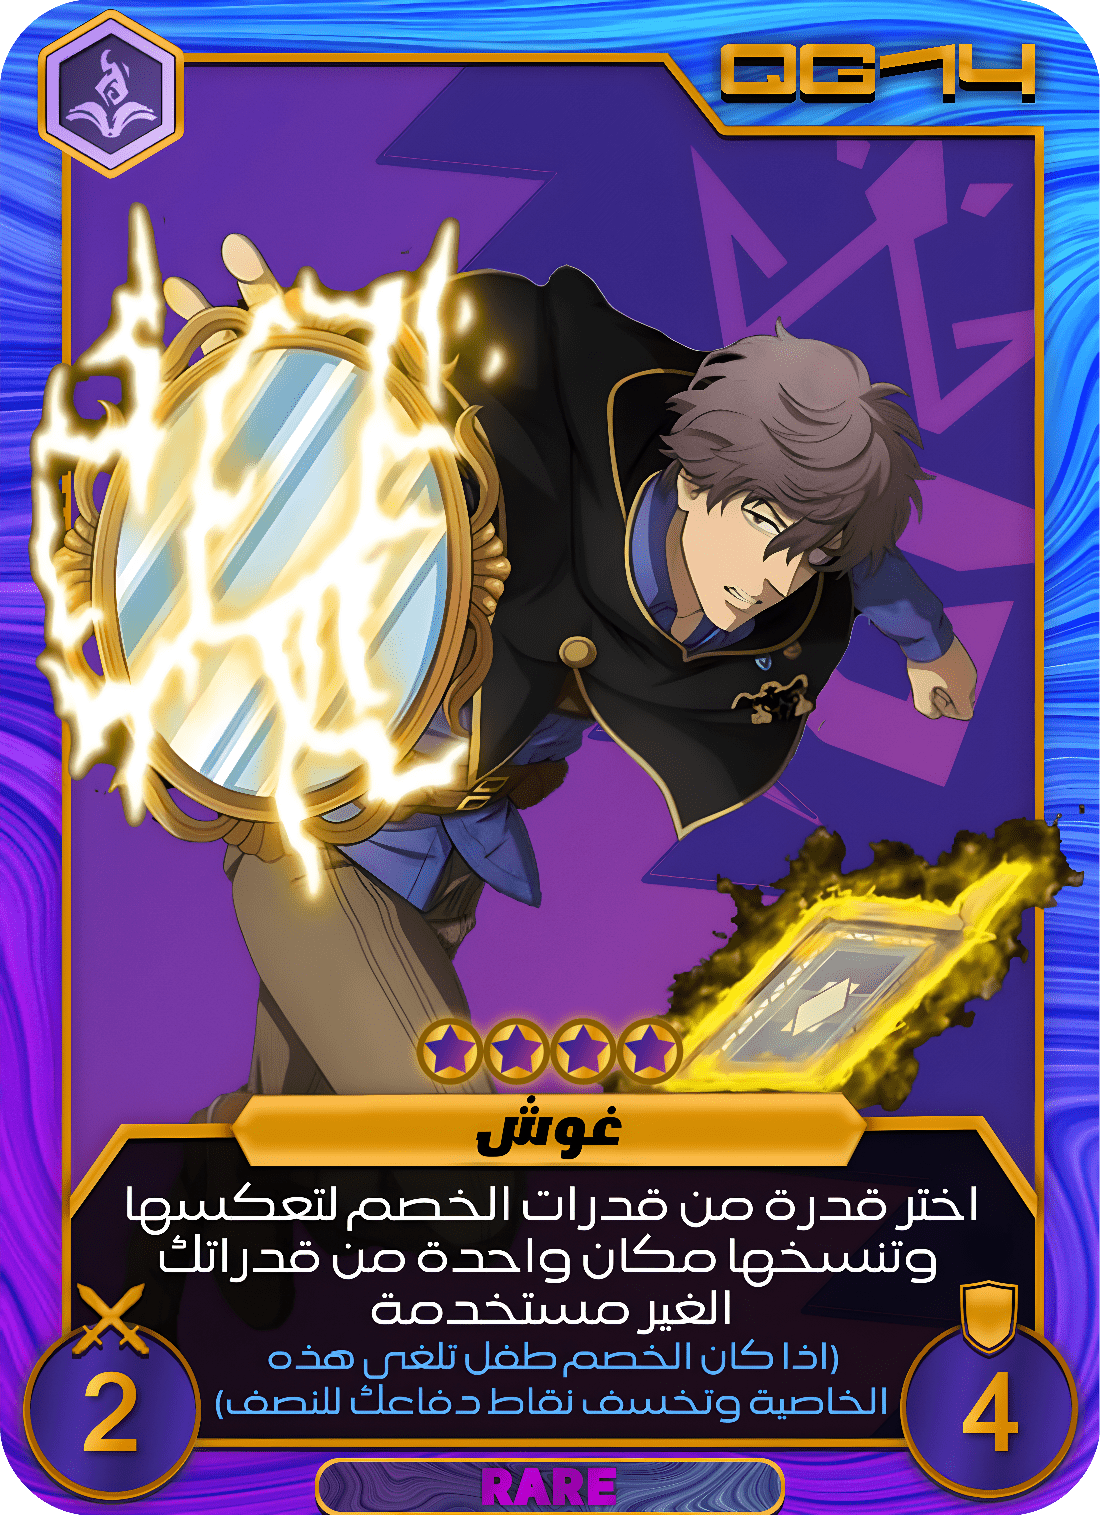 QG14
غوش
اختر قدرة من قدرات الخصم لتعكسها
وتنسخها مكان واحدة من قدراتك
الغير مستخدمة
(اذا كان الخصم طفل تلغى هذه
الخاصية وتخسف نقاط دفاعك للنصف)
2
4
RARE